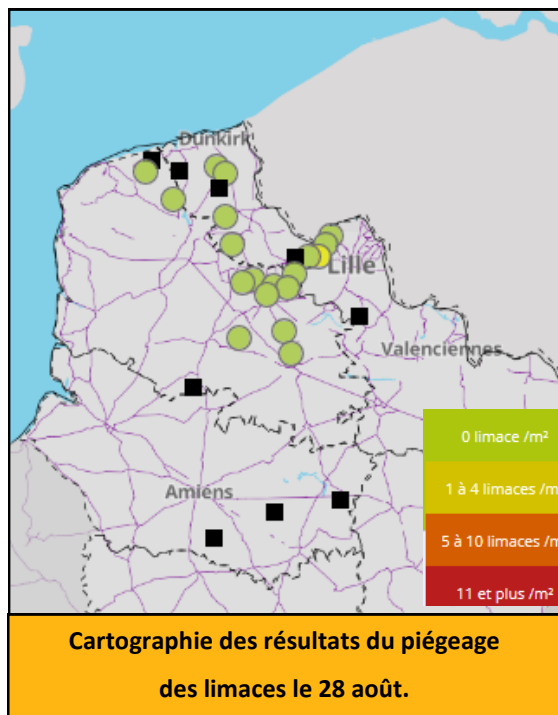 Dunkirk
Lille
Valenciennes
Amiens
0 limace /m²
1 à 4 limaces /m
5 à 10 limaces /m
11 et plus /m²
Cartographie des résultats du piégeage
des limaces le 28 août.